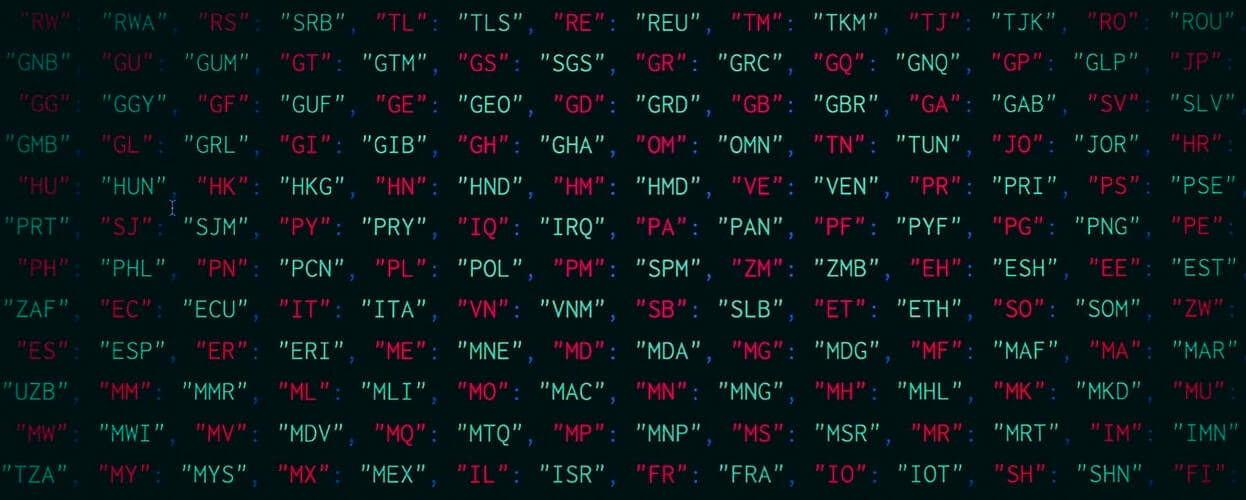 "RW": "RWA", "RS": "SRB", "TL": "TLS", "RE": "REU", "TM": "TKM", "TJ": "TJK", "RO": "ROU"
"GNB", "GU": "GUM", "GT": "GTM", "GS": "SGS", "GR": "GRC", "GQ": "GNQ", "GP": "GLP", "JP":
"GG": "GGY", "GF": "GUF", "GE": "GEO", "GD": "GRD", "GB": "GBR", "GA": "GAB", "SV": "SLV",
"GMB", "GL": "GRL", "GI": "GIB", "GH": "GHA", "OM": "OMN", "TN": "TUN", "JO": "JOR", "HR":
"HU": "HUN", "HK": "HKG", "HN": "HND", "HM": "HMD", "VE": "VEN", "PR": "PRI", "PS": "PSE",
"PRT", "SJ": "SJM", "PY": "PRY", "IQ": "IRQ", "PA": "PAN", "PF": "PYF", "PG": "PNG", "PE":
"PH": "PHL", "PN": "PCN", "PL": "POL", "PM": "SPM", "ZM": "ZMB", "EH": "ESH", "EE": "EST",
"ZAF", "EC": "ECU", "IT": "ITA", "VN": "VNM", "SB": "SLB", "ET": "ETH", "SO": "SOM", "ZW":
"ES": "ESP", "ER": "ERI", "ME": "MNE", "MD": "MDA", "MG": "MDG", "MF": "MAF", "MA": "MAR",
"UZB", "MM": "MMR", "ML": "MLI", "MO": "MAC", "MN": "MNG", "MH": "MHL", "MK": "MKD", "MU":
"MW": "MWI", "MV": "MDV", "MQ": "MTQ", "MP": "MNP", "MS": "MSR", "MR": "MRT", "IM": "IMN",
"TZA", "MY": "MYS", "MX": "MEX", "IL": "ISR", "FR": "FRA", "IO": "IOT", "SH": "SHN", "FI":